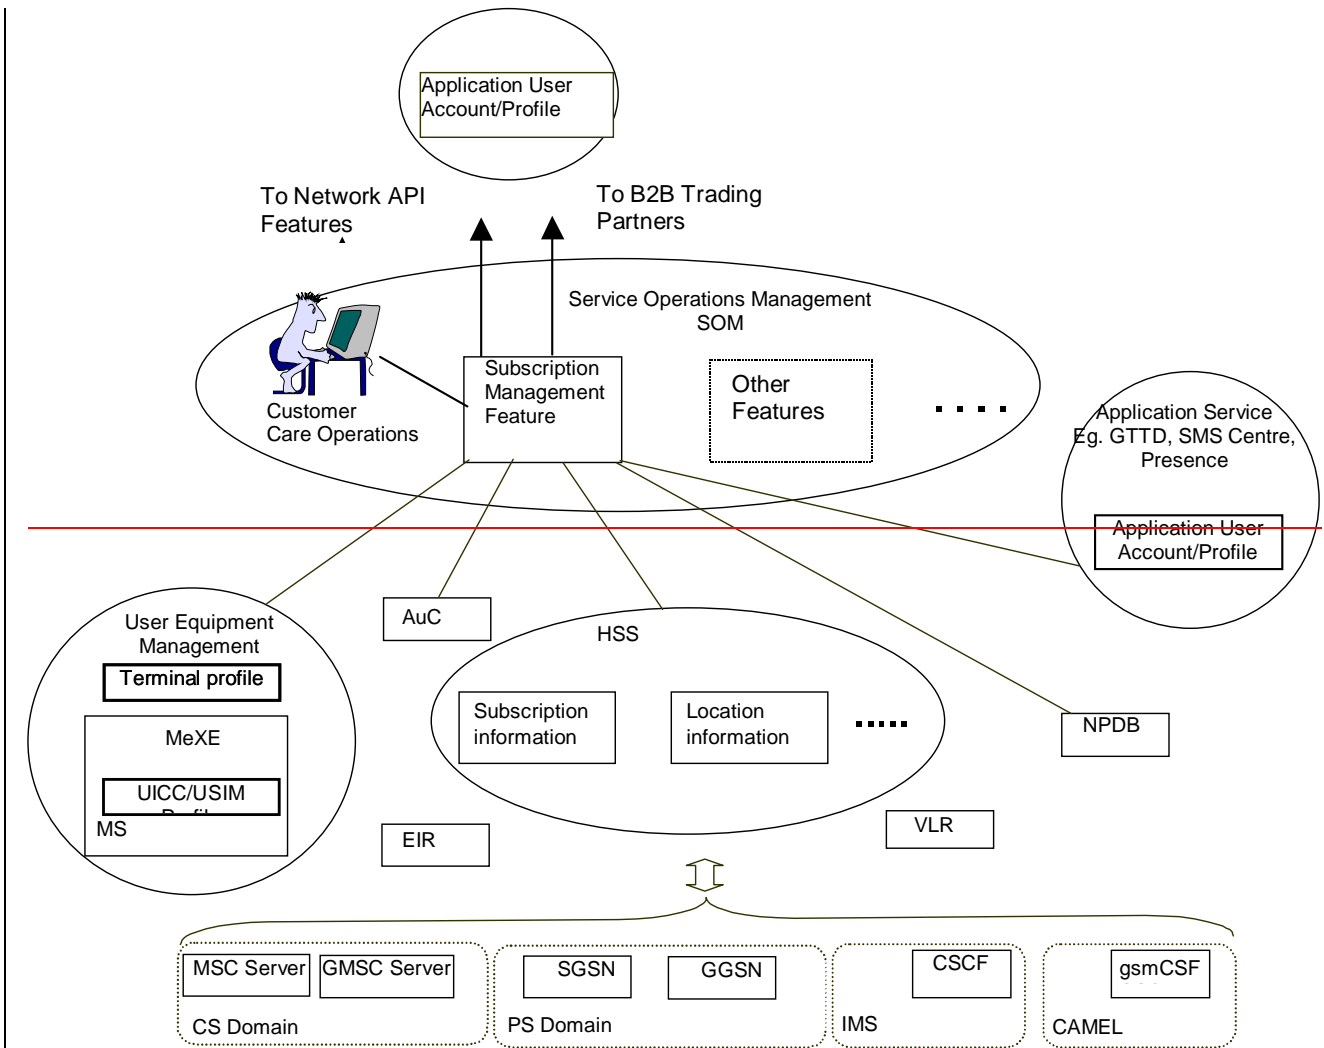 Application User
Account/Profile
To Network API
Features
To B2B Trading
Partners
Service Operations Management
SOM
Subscription
Management
Feature
Other
Features
Customer
Care Operations
Application Service
Eg. GTTD, SMS Centre,
Presence
Application User
Account/Profile
User Equipment
Management
Terminal profile
MeXE
UICC/USIM
MS
AuC
HSS
Subscription
information
Location
information
NPDB
EIR
VLR
MSC Server
GMSC Server
CS Domain
SGSN
GGSN
PS Domain
CSCF
IMS
gsmCSF
CAMEL